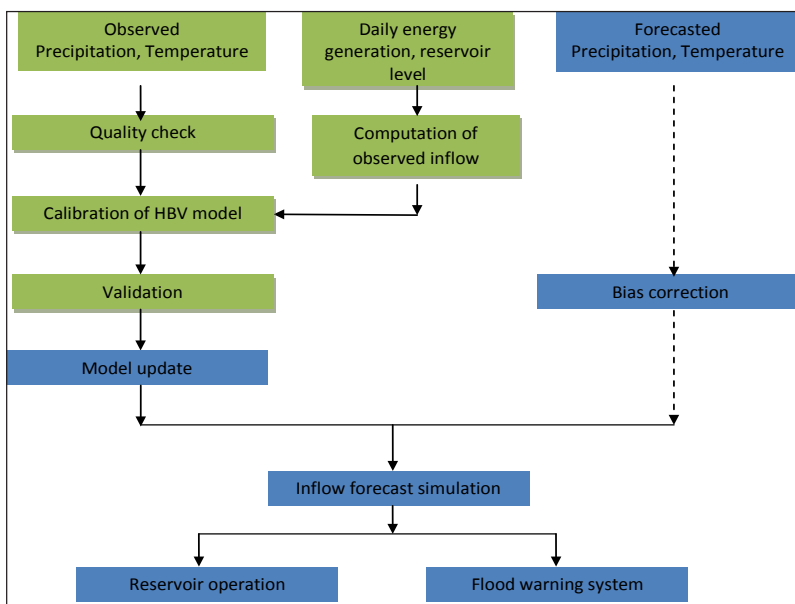 Observed
Precipitation, Temperature
Daily energy
generation, reservoir
level
Forecasted
Precipitation, Temperature
Quality check
Computation of
observed inflow
Calibration of HBV model
Validation
Bias correction
Model update
Inflow forecast simulation
Reservoir operation
Flood warning system